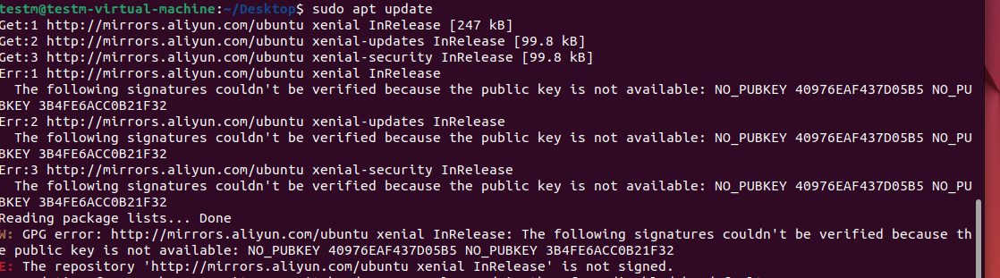 testm@testm-virtual-machine:~/Desktop$ sudo apt update
Get:1 http://mirrors.aliyun.com/ubuntu xenial InRelease [247 kB]
Get:2 http://mirrors.aliyun.com/ubuntu xenial-updates InRelease [99.8 kB]
Get:3 http://mirrors.aliyun.com/ubuntu xenial-security InRelease [99.8 kB]
Err:1 http://mirrors.aliyun.com/ubuntu xenial InRelease
  The following signatures couldn't be verified because the public key is not available: NO_PUBKEY 40976EAF437D05B5 NO_PU
BKEY 3B4FE6ACC0B21F32
Err:2 http://mirrors.aliyun.com/ubuntu xenial-updates InRelease
  The following signatures couldn't be verified because the public key is not available: NO_PUBKEY 40976EAF437D05B5 NO_PU
BKEY 3B4FE6ACC0B21F32
Err:3 http://mirrors.aliyun.com/ubuntu xenial-security InRelease
  The following signatures couldn't be verified because the public key is not available: NO_PUBKEY 40976EAF437D05B5 NO_PU
BKEY 3B4FE6ACC0B21F32
Reading package lists... Done
W: GPG error: http://mirrors.aliyun.com/ubuntu xenial InRelease: The following signatures couldn't be verified because th
e public key is not available: NO_PUBKEY 40976EAF437D05B5 NO_PUBKEY 3B4FE6ACC0B21F32
E: The repository 'http://mirrors.aliyun.com/ubuntu xenial InRelease' is not signed.